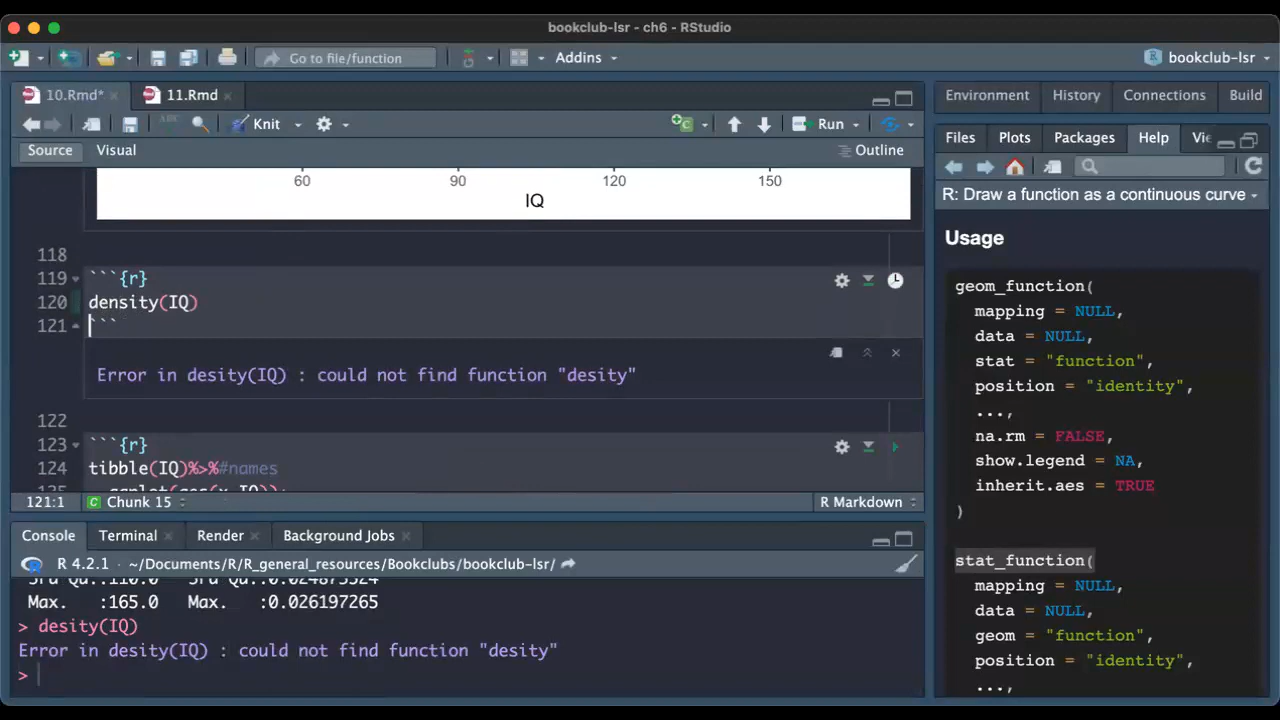 bookclub-lsr - ch6 - RStudio
Go to file/function
Addins
bookclub-lsr
10.Rmd*
11.Rmd
Knit
Run
Source
Visual
Outline
60
90
120
150
IQ
118
119 ```{r}
120 density(IQ)
121 ```
Error in desity(IQ) : could not find function "desity"
122
123 ```{r}
124 tibble(IQ)%>%#names
121:1
Chunk 15
R Markdown
Console
Terminal
Render
Background Jobs
R 4.2.1 · ~/Documents/R/R_general_resources/Bookclubs/bookclub-lsr/
Max. :165.0 Max. :0.026197265
> desity(IQ)
Error in desity(IQ) : could not find function "desity"
>
Environment
History
Connections
Build
Files
Plots
Packages
Help
R: Draw a function as a continuous curve
Usage
geom_function(
mapping = NULL,
data = NULL,
stat = "function",
position = "identity",
...,
na.rm = FALSE,
show.legend = NA,
inherit.aes = TRUE
)
stat_function(
mapping = NULL,
data = NULL,
geom = "function",
position = "identity",
...,